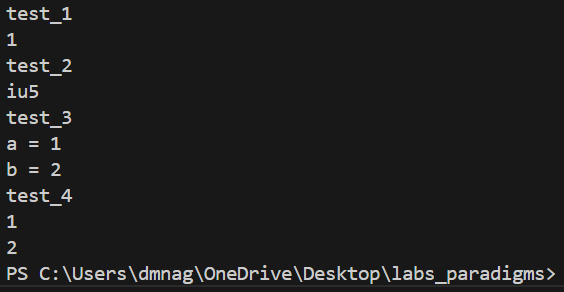 test_1
1
test_2
iu5
test_3
a = 1
b = 2
test_4
1
2
PS C:\Users\dmnag\OneDrive\Desktop\labs_paradigms>